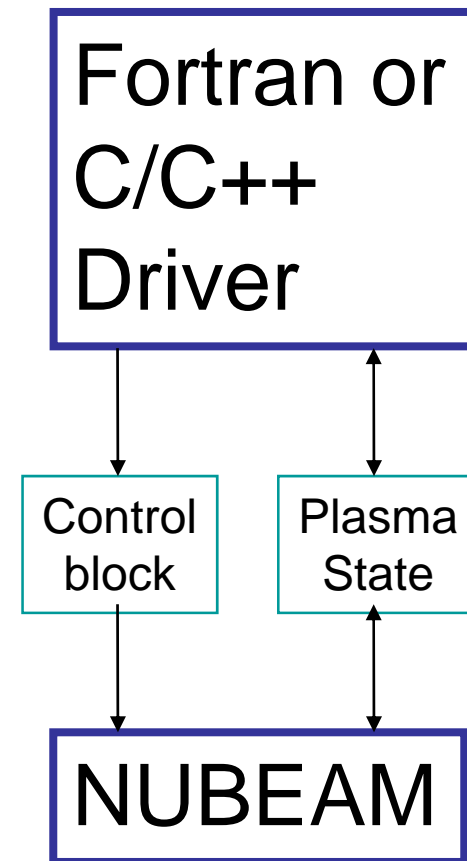 Fortran or
C/C++
Driver
Control
block
Plasma
State
NUBEAM